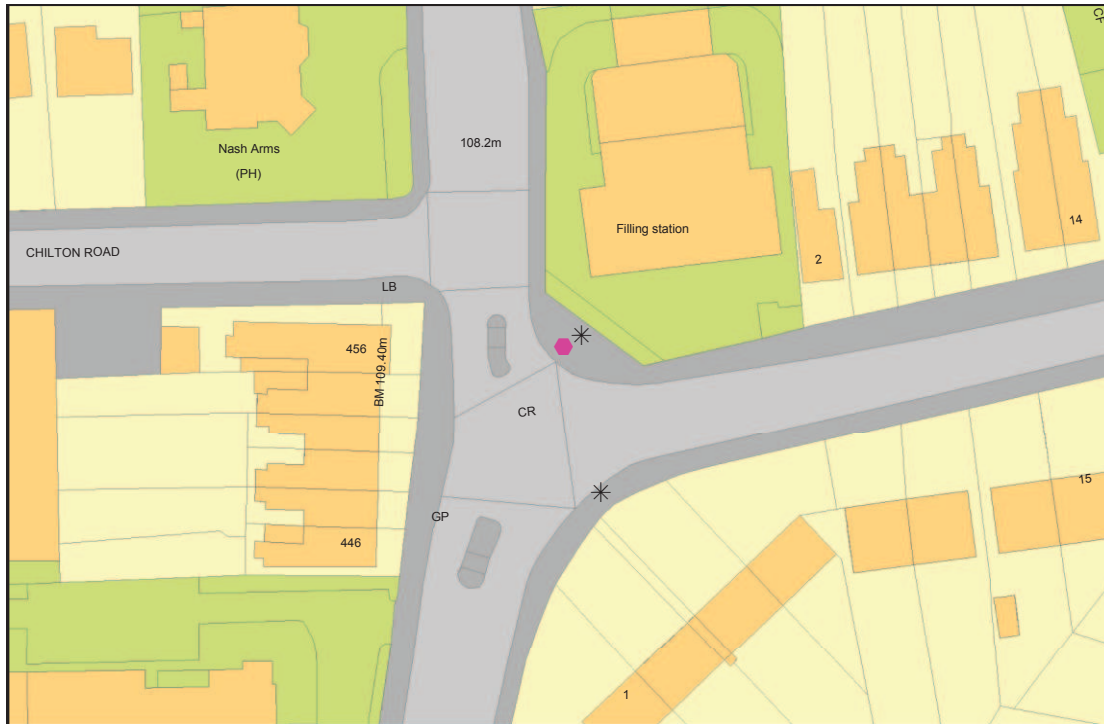 CP
108.2m
Nash Arms
(PH)
Filling station
14
CHILTON ROAD
2
LB
456
BM 109.40m
CR
15
GP
446
1